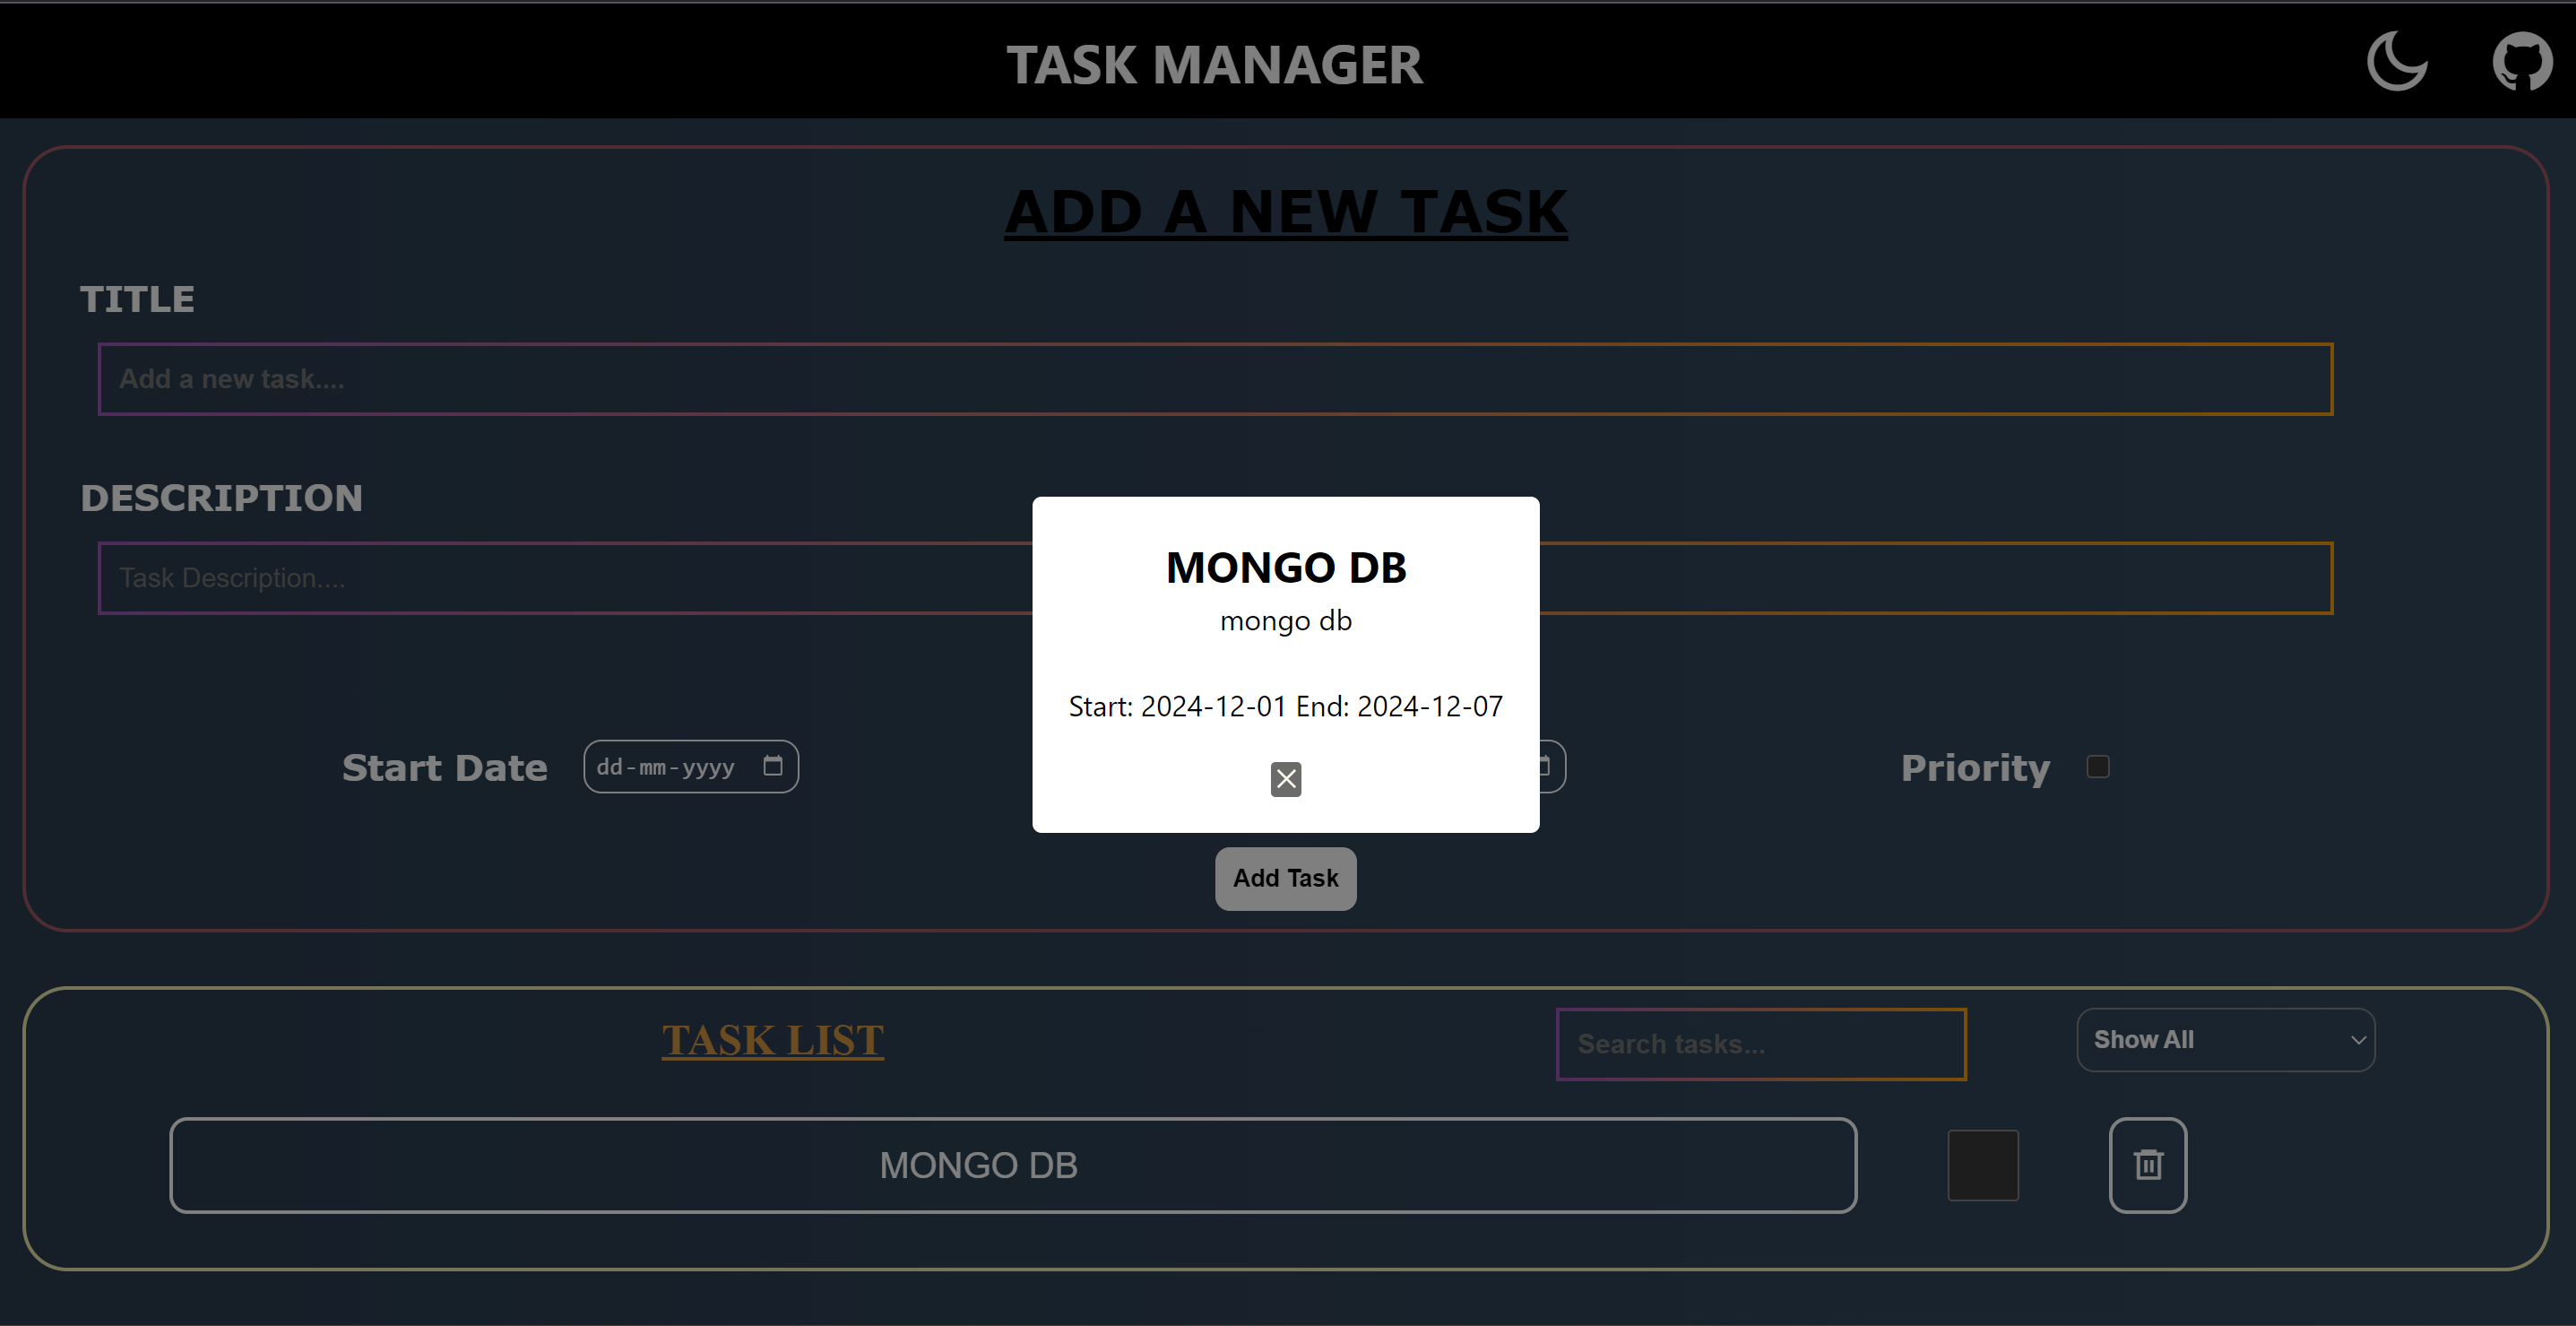 TASK MANAGER
ADD A NEW TASK
TITLE
Add a new task....
DESCRIPTION
Task Description....
MONGO DB
mongo db
Start: 2024-12-01 End: 2024-12-07
Start Date dd-mm-yyyy Priority
Add Task
TASK LIST Search tasks... Show All
MONGO DB